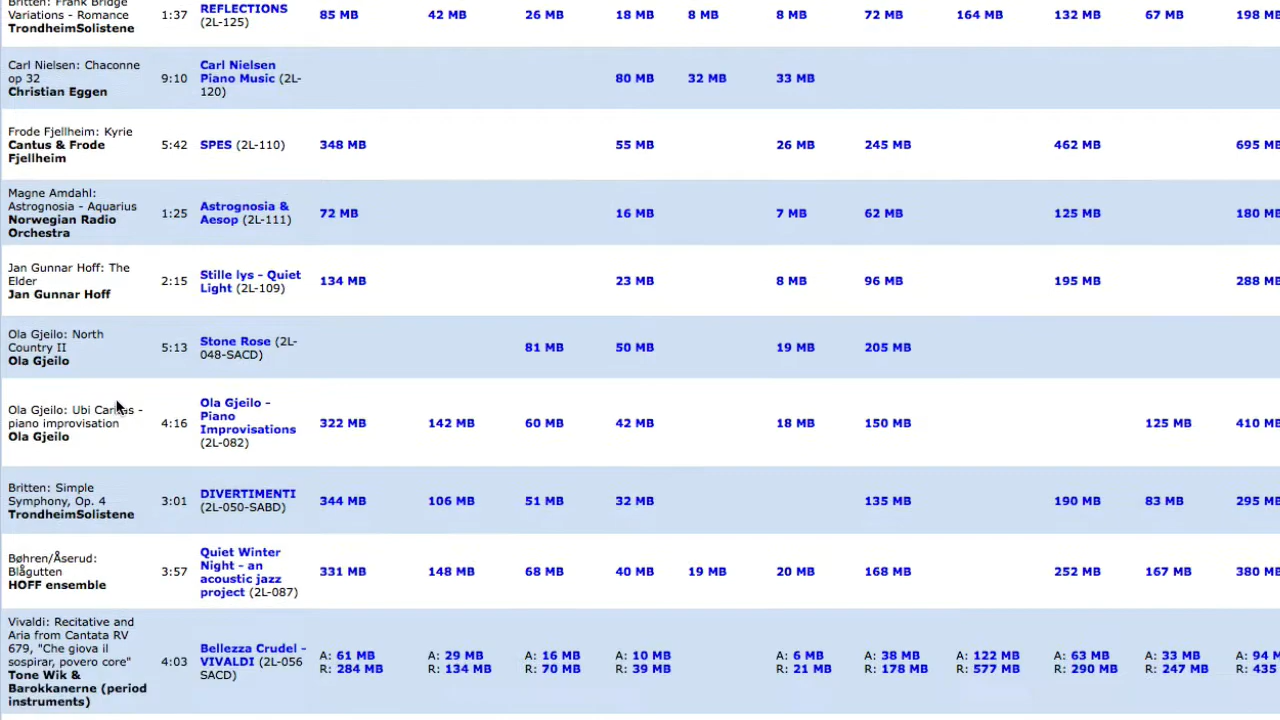 Britten: Frank Bridge
Variations - Romance
TrondheimSolistene
1:37
REFLECTIONS
(2L-125)
85 MB 42 MB 26 MB 18 MB 8 MB 8 MB 72 MB 164 MB 132 MB 67 MB 198 MB
Carl Nielsen: Chaconne
op 32
Christian Eggen
9:10
Carl Nielsen
Piano Music (2L-
120)
80 MB 32 MB 33 MB
Frode Fjellheim: Kyrie
Cantus & Frode
Fjellheim
5:42
SPES (2L-110)
348 MB 55 MB 26 MB 245 MB 462 MB 695 MB
Magne Amdahl:
Astrognosia - Aquarius
Norwegian Radio
Orchestra
1:25
Astrognosia &
Aesop (2L-111)
72 MB 16 MB 7 MB 62 MB 125 MB 180 MB
Jan Gunnar Hoff: The
Elder
Jan Gunnar Hoff
2:15
Stille lys - Quiet
Light (2L-109)
134 MB 23 MB 8 MB 96 MB 195 MB 288 MB
Ola Gjeilo: North
Country II
Ola Gjeilo
5:13
Stone Rose (2L-
048-SACD)
81 MB 50 MB 19 MB 205 MB
Ola Gjeilo: Ubi Caritas -
piano improvisation
Ola Gjeilo
4:16
Ola Gjeilo -
Piano
Improvisations
(2L-082)
322 MB 142 MB 60 MB 42 MB 18 MB 150 MB 125 MB 410 MB
Britten: Simple
Symphony, Op. 4
TrondheimSolistene
3:01
DIVERTIMENTI
(2L-050-SABD)
344 MB 106 MB 51 MB 32 MB 135 MB 190 MB 83 MB 295 MB
Bøhren/Åserud:
Blågutten
HOFF ensemble
3:57
Quiet Winter
Night - an
acoustic jazz
project (2L-087)
331 MB 148 MB 68 MB 40 MB 19 MB 20 MB 168 MB 252 MB 167 MB 380 MB
Vivaldi: Recitative and
Aria from Cantata RV
679, "Che giova il
sospirar, povero core"
Tone Wik &
Barokkanerne (period
instruments)
4:03
Bellezza Crudel -
VIVALDI (2L-056
SACD)
A: 61 MB A: 29 MB A: 16 MB A: 10 MB A: 6 MB A: 38 MB A: 122 MB A: 63 MB A: 33 MB A: 94 M
R: 284 MB R: 134 MB R: 70 MB R: 39 MB R: 21 MB R: 178 MB R: 577 MB R: 290 MB R: 247 MB R: 435